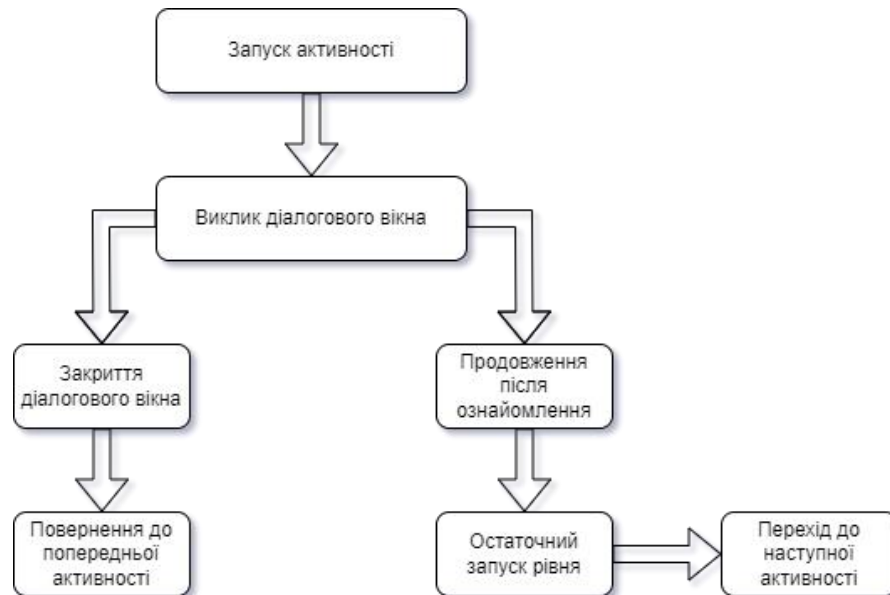 Запуск активності
Виклик діалогового вікна
Закриття
діалогового вікна
Продовження
після
ознайомлення
Повернення до
попередньої
активності
Остаточний
запуск рівня
Перехід до
наступної
активності